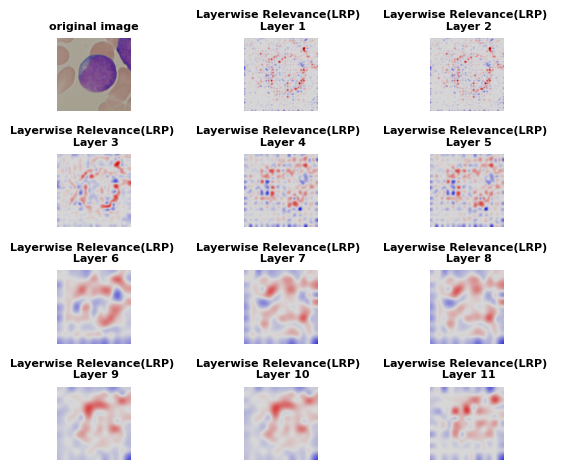 original image
Layerwise Relevance(LRP)
Layer 1
Layerwise Relevance(LRP)
Layer 2
Layerwise Relevance(LRP)
Layer 3
Layerwise Relevance(LRP)
Layer 4
Layerwise Relevance(LRP)
Layer 5
Layerwise Relevance(LRP)
Layer 6
Layerwise Relevance(LRP)
Layer 7
Layerwise Relevance(LRP)
Layer 8
Layerwise Relevance(LRP)
Layer 9
Layerwise Relevance(LRP)
Layer 10
Layerwise Relevance(LRP)
Layer 11